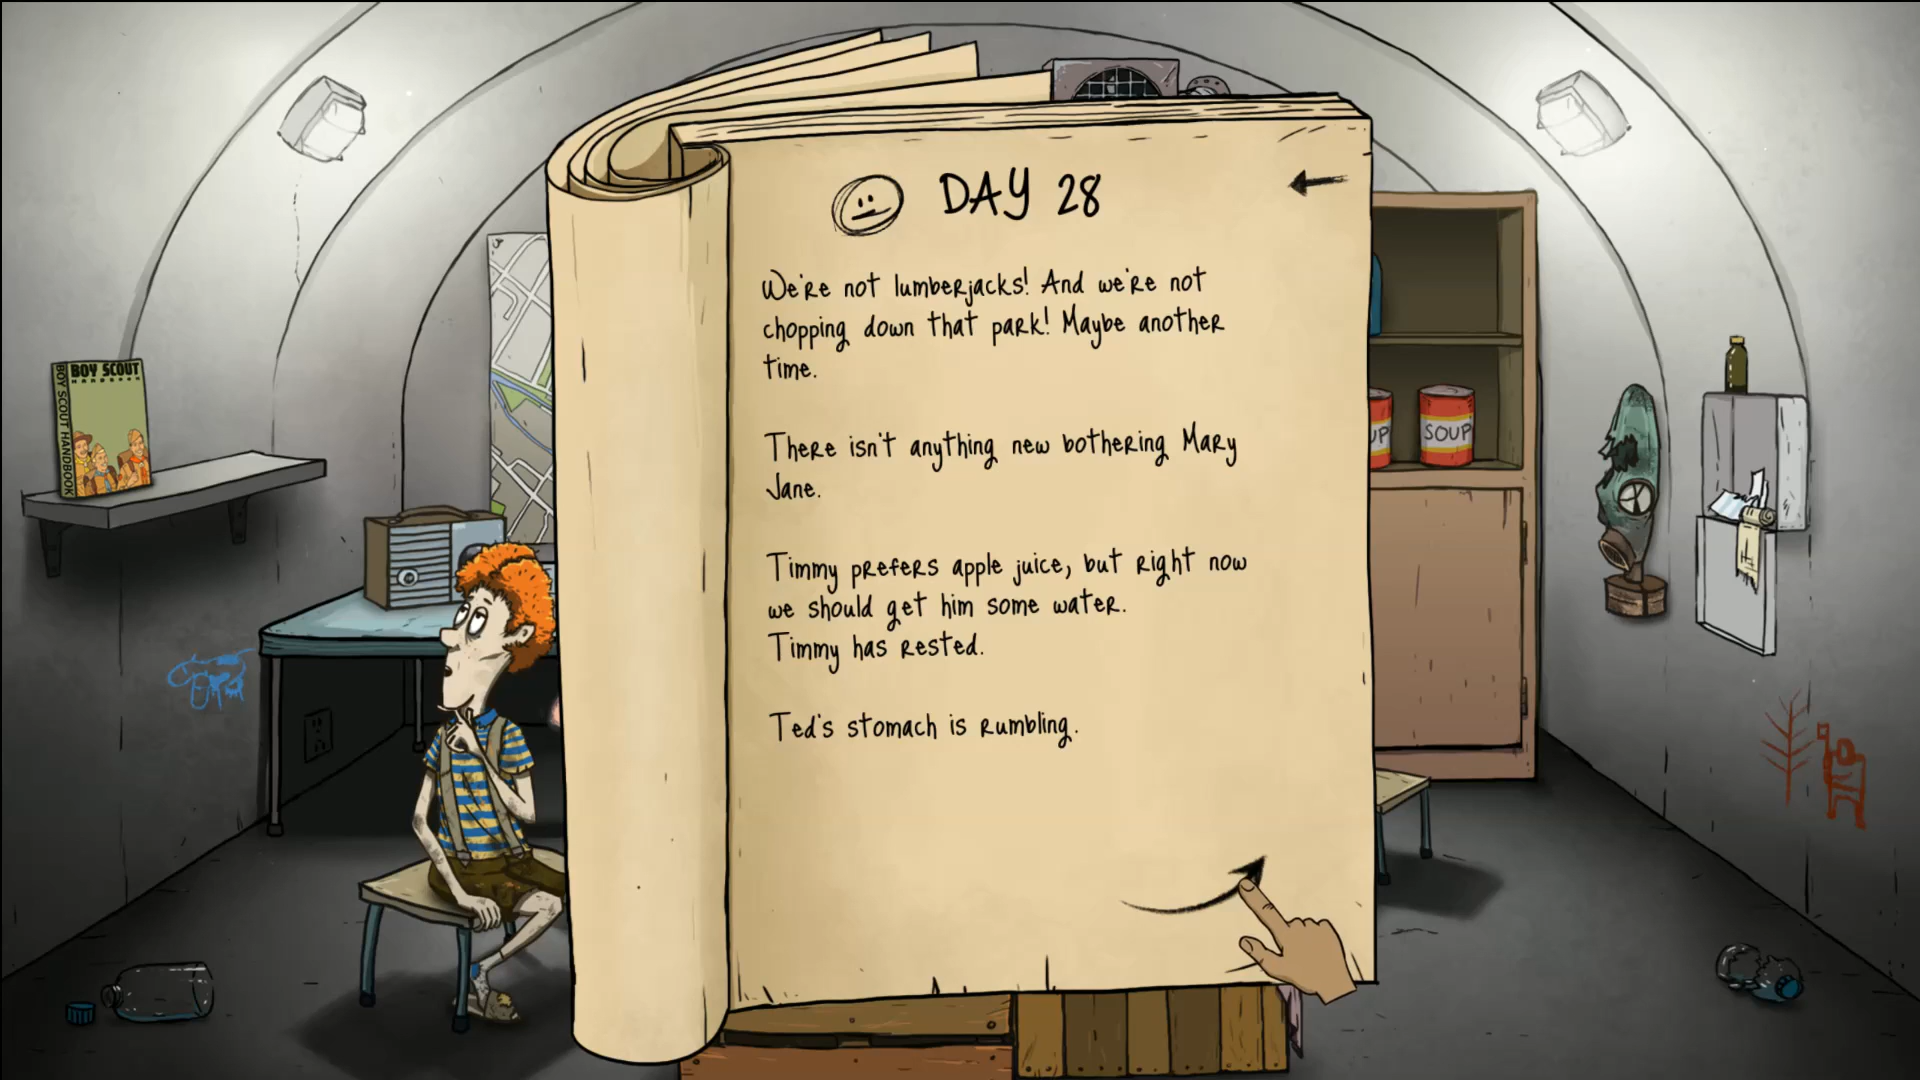 DAY 28
We're not lumberjacks! And we're not
chopping down that park! Maybe another
time.
There isn't anything new bothering Mary
Jane.
Timmy prefers apple juice, but right now
we should get him some water.
Timmy has rested.
Ted's stomach is rumbling.
BOY SCOUT
HANDBOOK
BOY SCOUT HANDBOOK
UP
SOUP